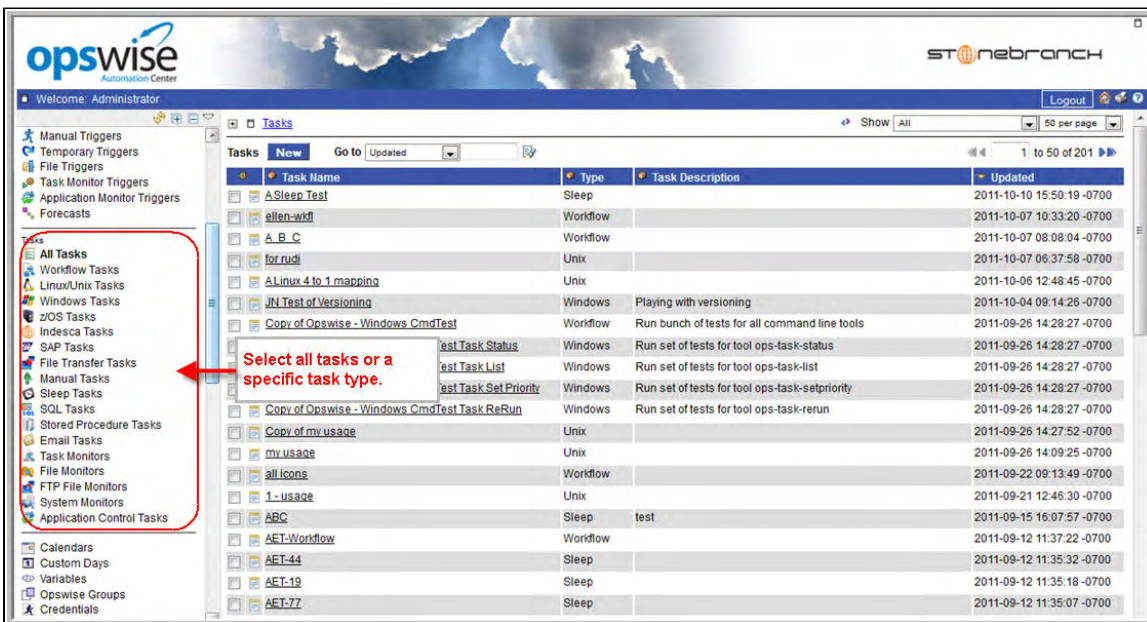 opswise
Automation Center
STONEBRANCH
Welcome: Administrator
Logout
Manual Triggers
Temporary Triggers
File Triggers
Task Monitor Triggers
Application Monitor Triggers
Forecasts
Tasks
All Tasks
Workflow Tasks
Linux/Unix Tasks
Windows Tasks
z/OS Tasks
Indesca Tasks
SAP Tasks
File Transfer Tasks
Manual Tasks
Sleep Tasks
SQL Tasks
Stored Procedure Tasks
Email Tasks
Task Monitors
File Monitors
FTP File Monitors
System Monitors
Application Control Tasks
Calendars
Custom Days
Variables
Opswise Groups
Credentials
Select all tasks or a
specific task type.
Tasks Show All 50 per page
Tasks New Go to Updated 1 to 50 of 201
Task Name Type Task Description Updated
A Sleep Test Sleep 2011-10-10 15:50:19 -0700
ellen-wkfl Workflow 2011-10-07 10:33:20 -0700
A_B_C Workflow 2011-10-07 08:08:04 -0700
for rudi Unix 2011-10-07 06:37:58 -0700
A Linux 4 to 1 mapping Unix 2011-10-06 12:48:45 -0700
JN Test of Versioning Windows Playing with versioning 2011-10-04 09:14:26 -0700
Copy of Opswise - Windows CmdTest Workflow Run bunch of tests for all command line tools 2011-09-26 14:28:27 -0700
Test Task Status Windows Run set of tests for tool ops-task-status 2011-09-26 14:28:27 -0700
est Task List Windows Run set of tests for tool ops-task-list 2011-09-26 14:28:27 -0700
est Task Set Priority Windows Run set of tests for tool ops-task-setpriority 2011-09-26 14:28:27 -0700
Copy of Opswise - Windows CmdTest Task ReRun Windows Run set of tests for tool ops-task-rerun 2011-09-26 14:28:27 -0700
Copy of my usage Unix 2011-09-26 14:27:52 -0700
my usage Unix 2011-09-26 14:09:25 -0700
all icons Workflow 2011-09-22 09:13:49 -0700
1 - usage Unix 2011-09-21 12:46:30 -0700
ABC Sleep test 2011-09-15 16:07:57 -0700
AET-Workflow Workflow 2011-09-12 11:37:22 -0700
AET-44 Sleep 2011-09-12 11:35:32 -0700
AET-19 Sleep 2011-09-12 11:35:18 -0700
AET-77 Sleep 2011-09-12 11:35:07 -0700